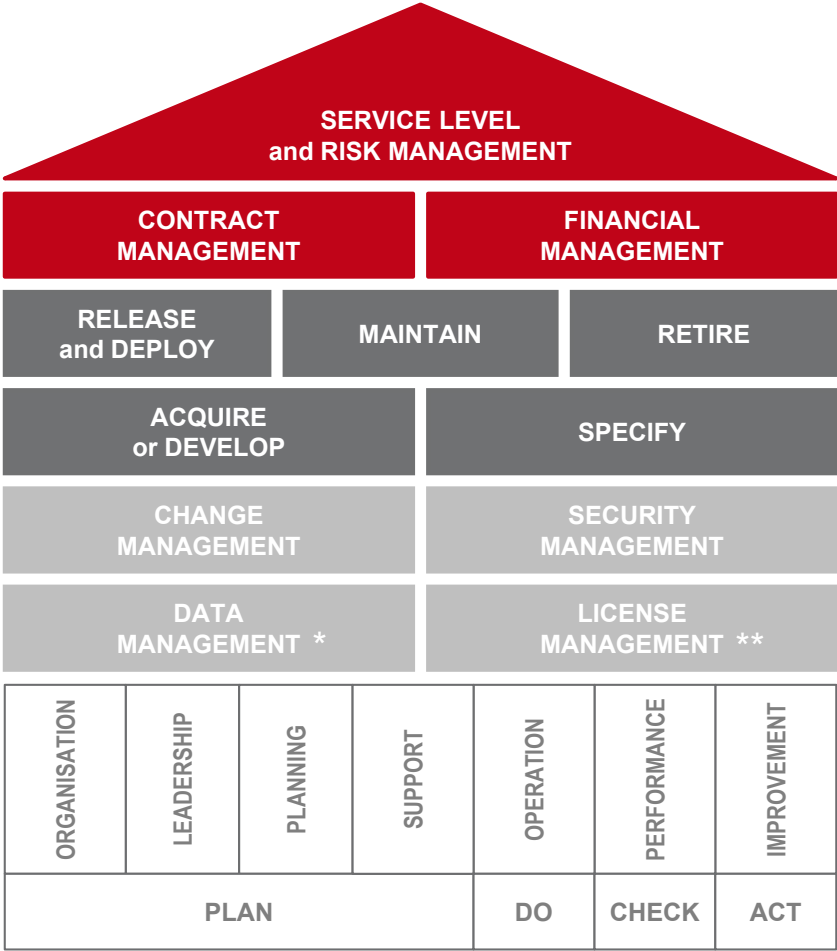 SERVICE LEVEL
and RISK MANAGEMENT
CONTRACT
MANAGEMENT
FINANCIAL
MANAGEMENT
RELEASE
and DEPLOY
MAINTAIN
RETIRE
ACQUIRE
or DEVELOP
SPECIFY
CHANGE
MANAGEMENT
SECURITY
MANAGEMENT
DATA
MANAGEMENT *
LICENSE
MANAGEMENT **
ORGANISATION
LEADERSHIP
PLANNING
SUPPORT
OPERATION
PERFORMANCE
IMPROVEMENT
PLAN
DO
CHECK
ACT